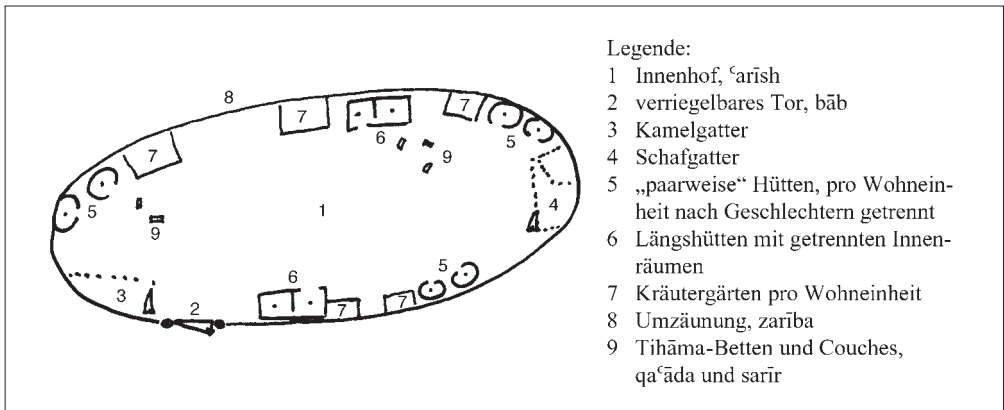 8
7
7
6
7
5
9
5
9
1
4
3
2
6
7
7
5
Legende:
1 Innenhof, ʿarīsh
2 verriegelbares Tor, bāb
3 Kamelgatter
4 Schafgatter
5 „paarweise“ Hütten, pro Wohnein-
heit nach Geschlechtern getrennt
6 Längshütten mit getrennten Innen-
räumen
7 Kräutergärten pro Wohneinheit
8 Umzäunung, zarība
9 Tihāma-Betten und Couches,
qaʿāda und sarīr